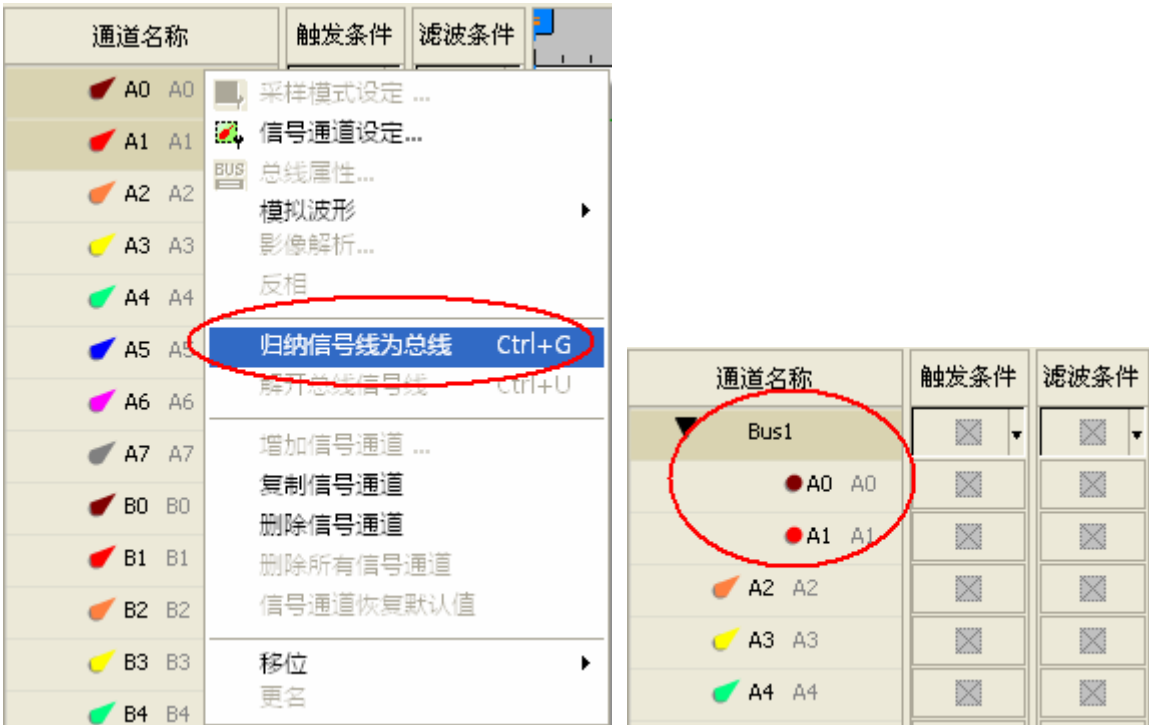 通道名称 触发条件 滤波条件
A0 A0
A1 A1
A2 A2
A3 A3
A4 A4
A5 A5
A6 A6
A7 A7
B0 B0
B1 B1
B2 B2
B3 B3
B4 B4
采样模式设定 ...
信号通道设定...
BUS 总线属性...
模拟波形
影像解析...
反相
归纳信号线为总线 Ctrl+G
解开总线信号线 Ctrl+U
增加信号通道 ...
复制信号通道
删除信号通道
删除所有信号通道
信号通道恢复默认值
移位
更名
通道名称 触发条件 滤波条件
Bus1
A0 A0
A1 A1
A2 A2
A3 A3
A4 A4